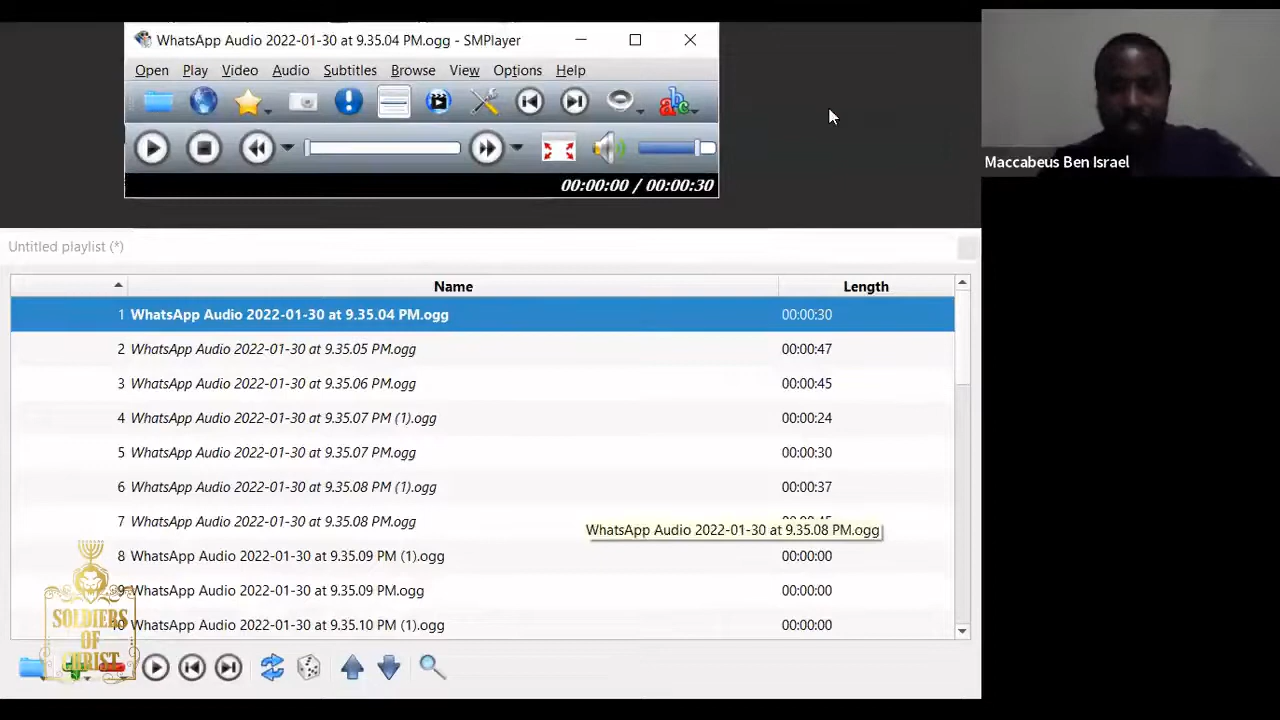 WhatsApp Audio 2022-01-30 at 9.35.04 PM.ogg - SMPlayer
Open Play Video Audio Subtitles Browse View Options Help
abc
00:00:00 / 00:00:30
Maccabeus Ben Israel
Untitled playlist (*)
Name Length
1 WhatsApp Audio 2022-01-30 at 9.35.04 PM.ogg 00:00:30
2 WhatsApp Audio 2022-01-30 at 9.35.05 PM.ogg 00:00:47
3 WhatsApp Audio 2022-01-30 at 9.35.06 PM.ogg 00:00:45
4 WhatsApp Audio 2022-01-30 at 9.35.07 PM (1).ogg 00:00:24
5 WhatsApp Audio 2022-01-30 at 9.35.07 PM.ogg 00:00:30
6 WhatsApp Audio 2022-01-30 at 9.35.08 PM (1).ogg 00:00:37
7 WhatsApp Audio 2022-01-30 at 9.35.08 PM.ogg
WhatsApp Audio 2022-01-30 at 9.35.08 PM.ogg
8 WhatsApp Audio 2022-01-30 at 9.35.09 PM (1).ogg 00:00:00
9 WhatsApp Audio 2022-01-30 at 9.35.09 PM.ogg 00:00:00
WhatsApp Audio 2022-01-30 at 9.35.10 PM (1).ogg 00:00:00
SOLDIERS
OF
CHRIST